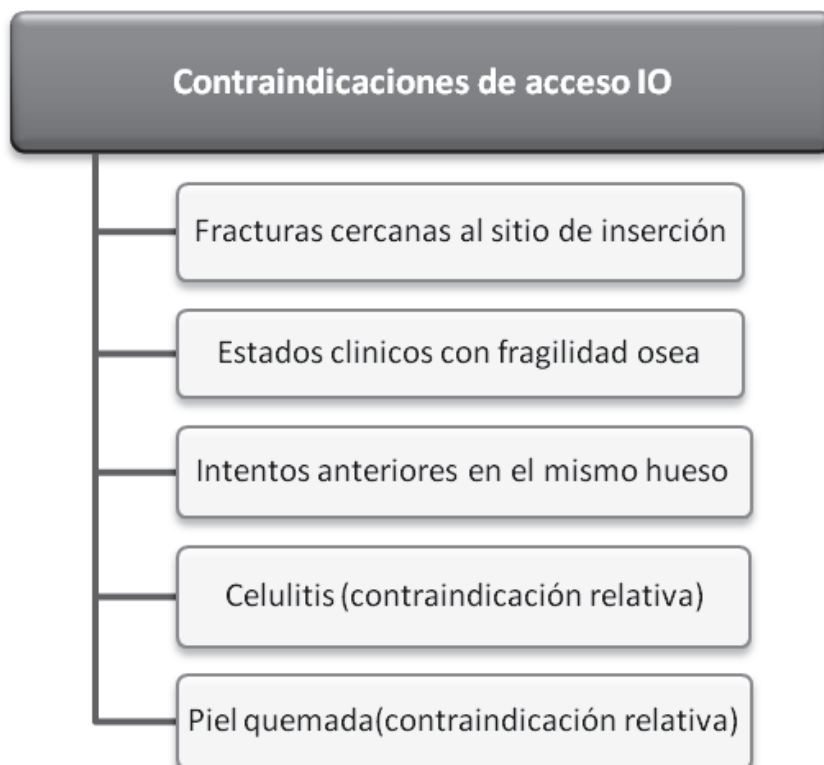 Contraindicaciones de acceso IO
Fracturas cercanas al sitio de inserción
Estados clinicos con fragilidad osea
Intentos anteriores en el mismo hueso
Celulitis (contraindicación relativa)
Piel quemada(contraindicación relativa)